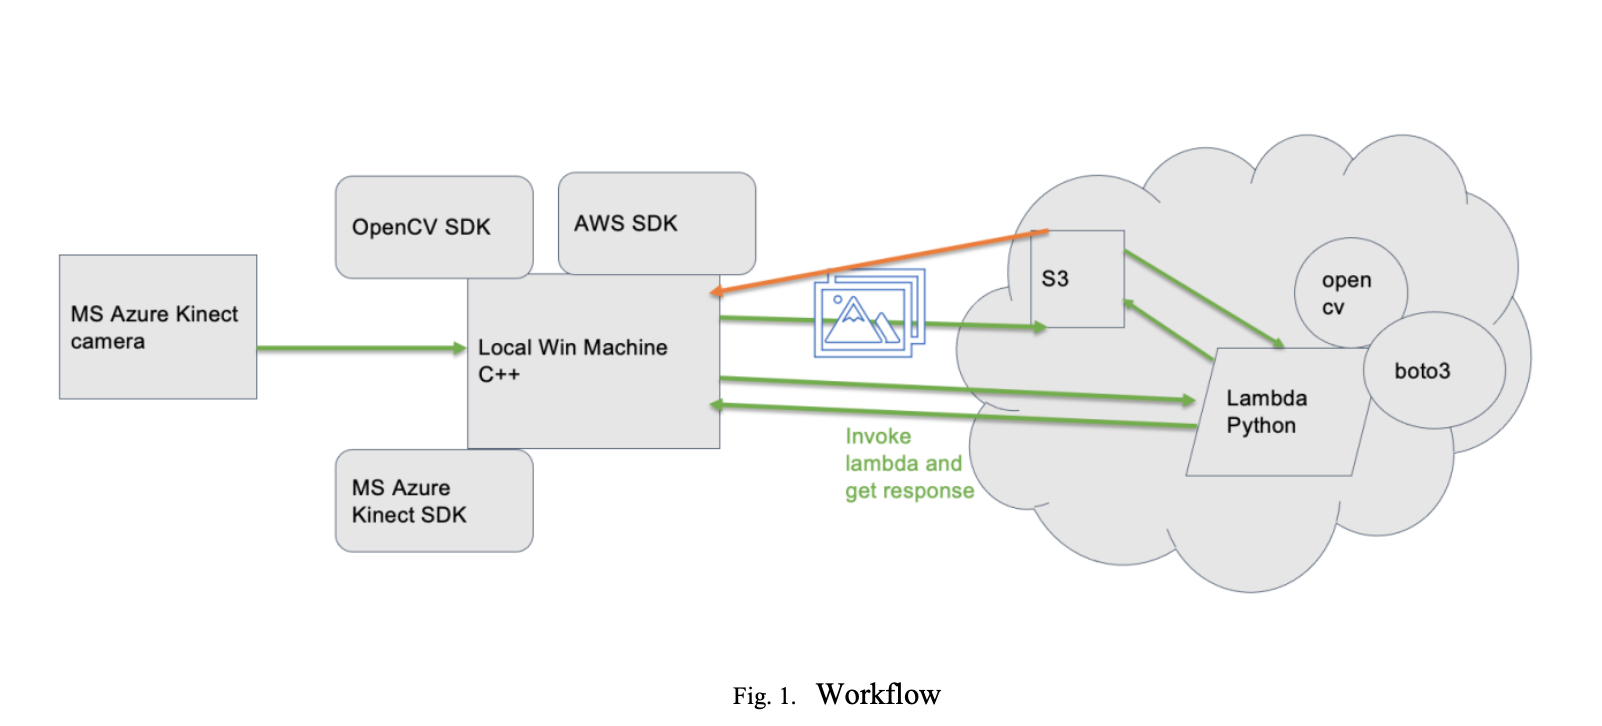 OpenCV SDK
AWS SDK
MS Azure Kinect
camera
Local Win Machine
C++
MS Azure
Kinect SDK
Invoke
lambda and
get response
S3
open
cv
boto3
Lambda
Python
Fig. 1. Workflow